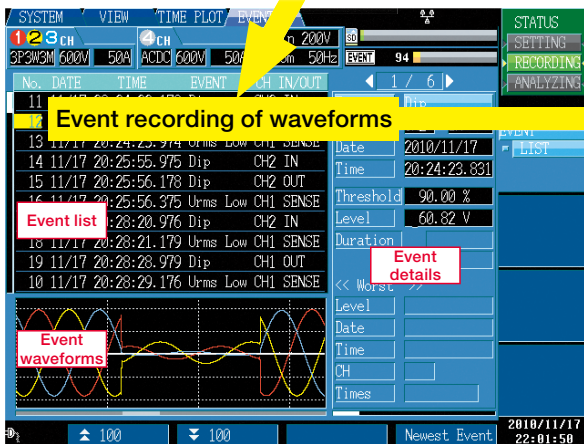 SYSTEM VIEW TIME PLOT
STATUS
1 2 3 CH 4 CH 200V SD
SETTING
3P3W3M 600V 50A ACDC 600V 50Hz EVENT 94
RECORDING
No. DATE TIME EVENT CH IN/OUT 1 / 6
ANALYZING
11 11/17
Event recording of waveforms
EVENT
13 11/17 20:24:23.974 Urms Low CH1 SENSE Date 2010/11/17
LIST
14 11/17 20:25:55.975 Dip CH2 IN Time 20:24:23.831
15 11/17 20:25:56.178 Dip CH2 OUT
11/17 20:25:56.375 Urms Low CH1 SENSE Threshold 90.00 %
Event list
:28:20.976 Dip CH2 IN Level 60.82 V
18 11/17 20:28:21.179 Urms Low CH1 SENSE Duration
19 11/17 20:28:28.979 Dip CH1 OUT
Event
details
10 11/17 20:28:29.176 Urms Low CH1 SENSE
<< Worst >>
Level
Date
Event
waveforms
Time
CH
Times
100 100 Newest Event
2010/11/17
22:01:50